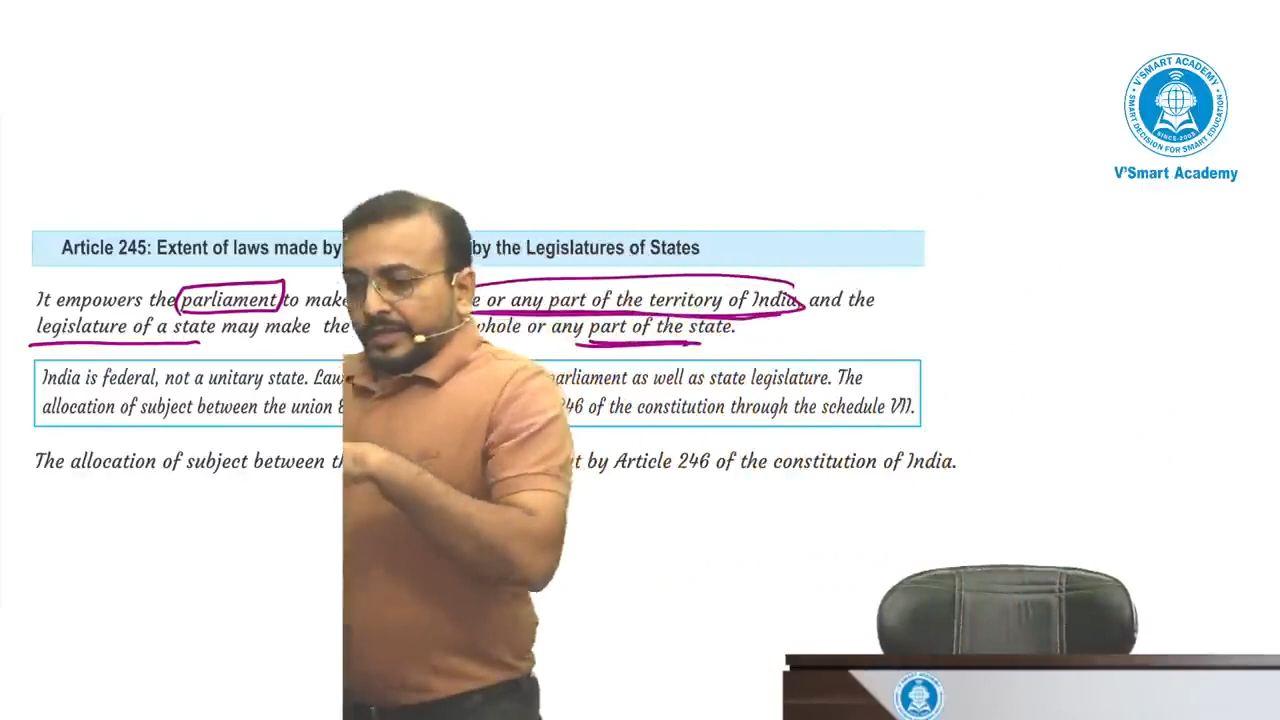 V'SMART ACADEMY
SMART DECISION FOR SMART EDUCATION
SINCE-2005
V'Smart Academy
Article 245: Extent of laws made by by the Legislatures of States
It empowers the parliament to make or any part of the territory of India, and the
legislature of a state may make the whole or any part of the state.
India is federal, not a unitary state. Law parliament as well as state legislature. The
allocation of subject between the union & 246 of the constitution through the schedule VII.
The allocation of subject between by Article 246 of the constitution of India.